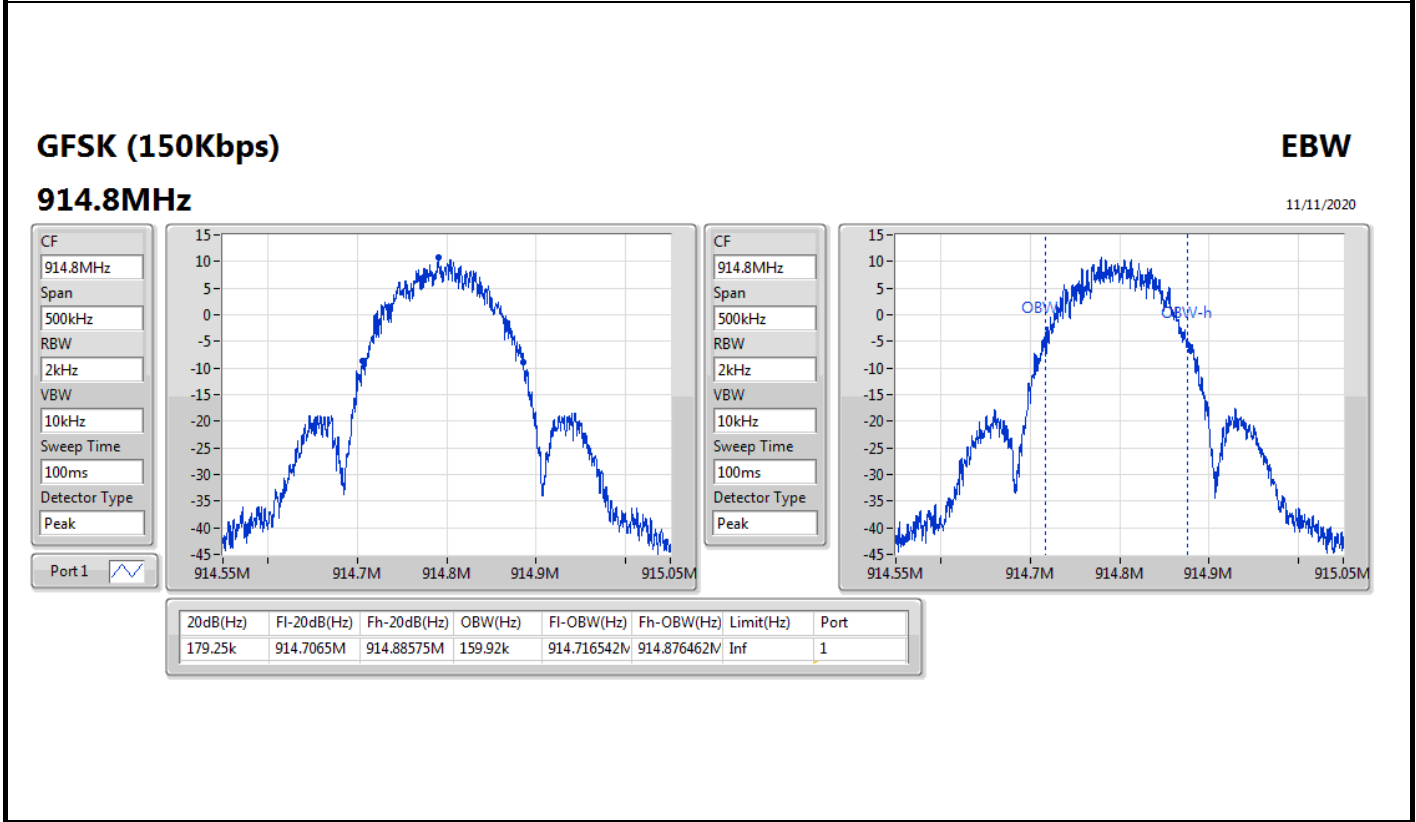 GFSK (150Kbps)
EBW
914.8MHz
11/11/2020
CF
914.8MHz
Span
500kHz
RBW
2kHz
VBW
10kHz
Sweep Time
100ms
Detector Type
Peak
Port 1
15
10
5
0
-5
-10
-15
-20
-25
-30
-35
-40
-45
914.55M 914.7M 914.8M 914.9M 915.05M
CF
914.8MHz
Span
500kHz
RBW
2kHz
VBW
10kHz
Sweep Time
100ms
Detector Type
Peak
15
10
5
0
-5
-10
-15
-20
-25
-30
-35
-40
-45
OBW-h
914.55M 914.7M 914.8M 914.9M 915.05M
20dB(Hz) Fl-20dB(Hz) Fh-20dB(Hz) OBW(Hz) Fl-OBW(Hz) Fh-OBW(Hz) Limit(Hz) Port
179.25k 914.7065M 914.88575M 159.92k 914.716542M 914.876462M Inf 1